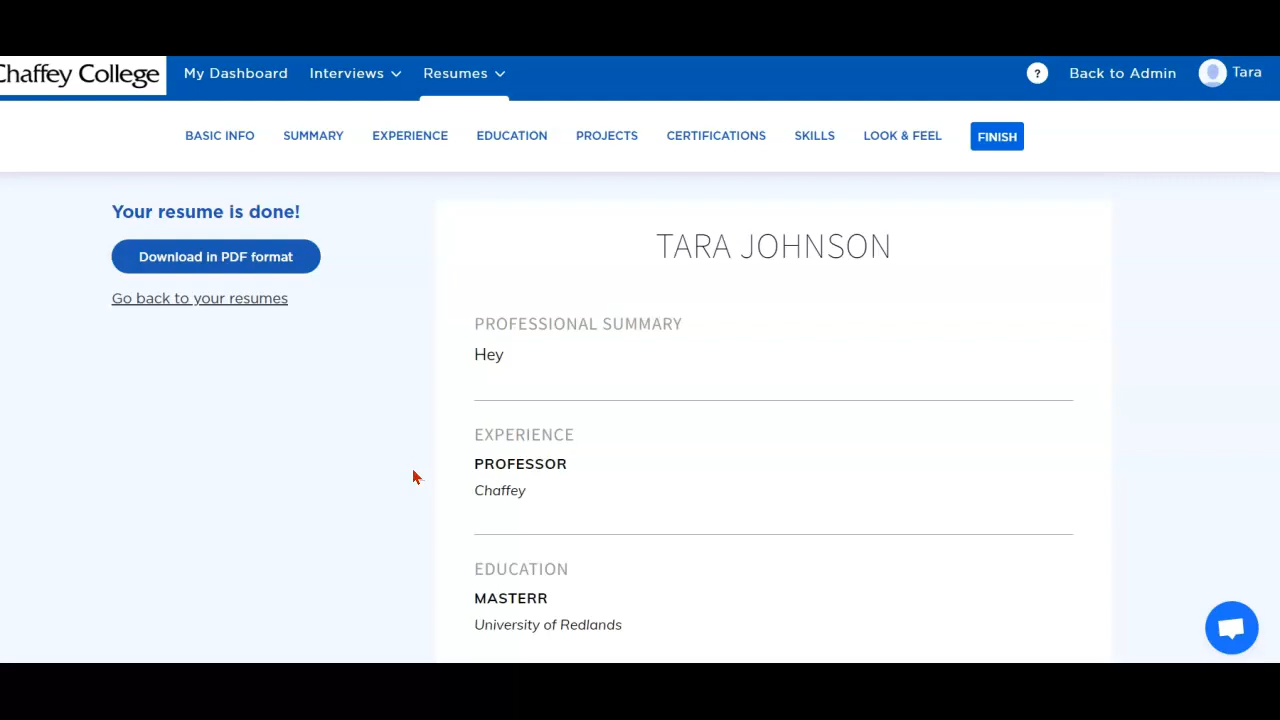 Chaffey College My Dashboard Interviews Resumes ? Back to Admin Tara
BASIC INFO SUMMARY EXPERIENCE EDUCATION PROJECTS CERTIFICATIONS SKILLS LOOK & FEEL FINISH
Your resume is done!
Download in PDF format
Go back to your resumes
TARA JOHNSON
PROFESSIONAL SUMMARY
Hey
EXPERIENCE
PROFESSOR
Chaffey
EDUCATION
MASTERR
University of Redlands